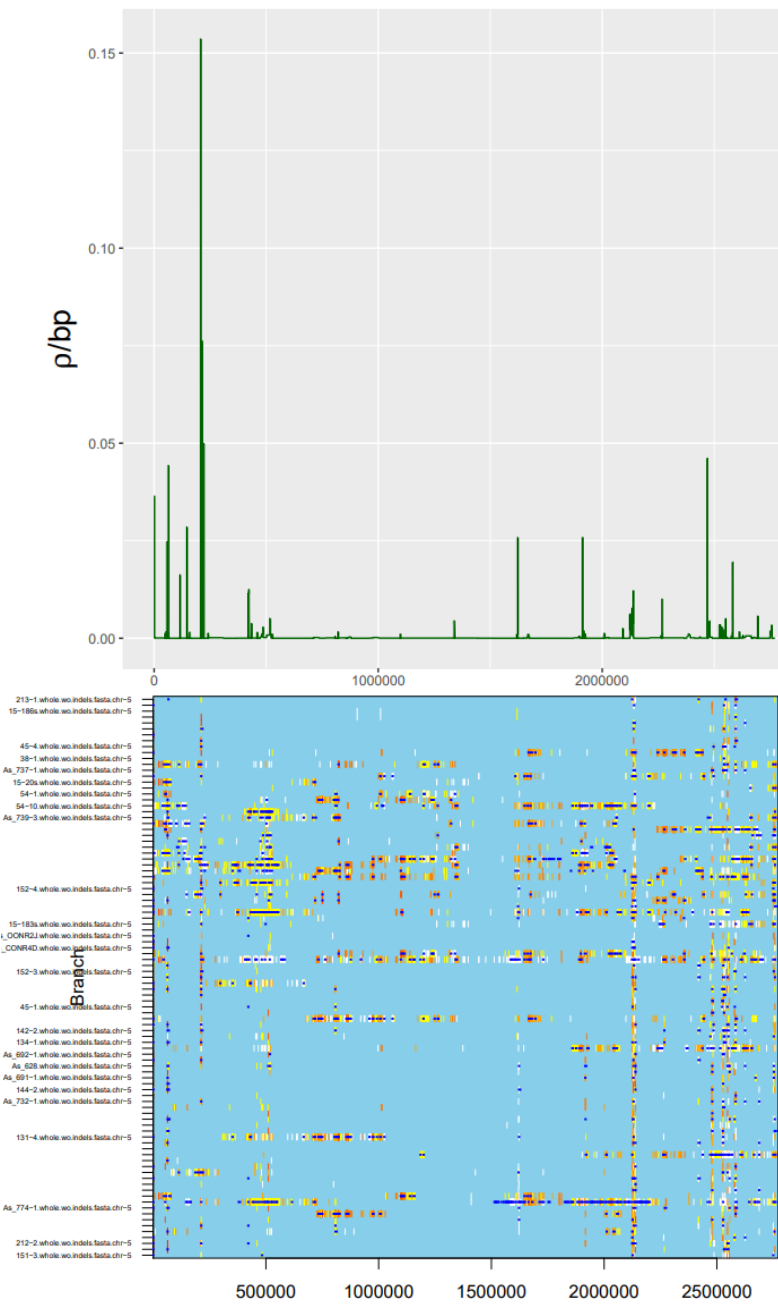 0.15
0.10
ρ/bp
0.05
0.00
0
1000000
2000000
213−1.whole.wo.indels.fasta.chr−5
15−186s.whole.wo.indels.fasta.chr−5
45−4.whole.wo.indels.fasta.chr−5
38−1.whole.wo.indels.fasta.chr−5
As_737−1.whole.wo.indels.fasta.chr−5
15−20s.whole.wo.indels.fasta.chr−5
54−1.whole.wo.indels.fasta.chr−5
54−10.whole.wo.indels.fasta.chr−5
As_739−3.whole.wo.indels.fasta.chr−5
152−4.whole.wo.indels.fasta.chr−5
15−183s.whole.wo.indels.fasta.chr−5
_OONR2J.whole.wo.indels.fasta.chr−5
_CONR4D.whole.wo.indels.fasta.chr−5
Branch
152−3.whole.wo.indels.fasta.chr−5
45−1.whole.wo.indels.fasta.chr−5
142−2.whole.wo.indels.fasta.chr−5
134−1.whole.wo.indels.fasta.chr−5
As_692−1.whole.wo.indels.fasta.chr−5
As_628.whole.wo.indels.fasta.chr−5
As_691−1.whole.wo.indels.fasta.chr−5
144−2.whole.wo.indels.fasta.chr−5
As_732−1.whole.wo.indels.fasta.chr−5
131−4.whole.wo.indels.fasta.chr−5
As_774−1.whole.wo.indels.fasta.chr−5
212−2.whole.wo.indels.fasta.chr−5
151−3.whole.wo.indels.fasta.chr−5
500000
1000000
1500000
2000000
2500000